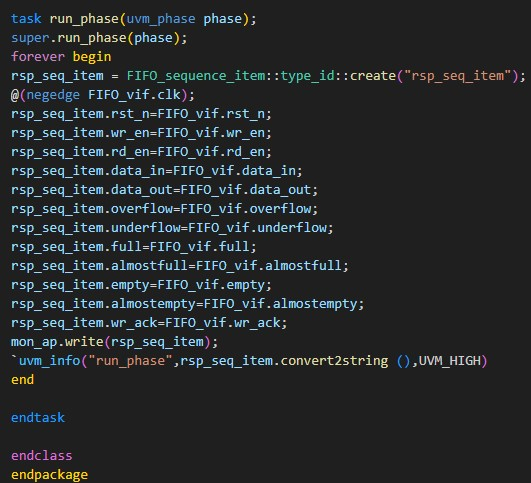 task run_phase(uvm_phase phase);
super.run_phase(phase);
forever begin
rsp_seq_item = FIFO_sequence_item::type_id::create("rsp_seq_item");
@(negedge FIFO_vif.clk);
rsp_seq_item.rst_n=FIFO_vif.rst_n;
rsp_seq_item.wr_en=FIFO_vif.wr_en;
rsp_seq_item.rd_en=FIFO_vif.rd_en;
rsp_seq_item.data_in=FIFO_vif.data_in;
rsp_seq_item.data_out=FIFO_vif.data_out;
rsp_seq_item.overflow=FIFO_vif.overflow;
rsp_seq_item.underflow=FIFO_vif.underflow;
rsp_seq_item.full=FIFO_vif.full;
rsp_seq_item.almostfull=FIFO_vif.almostfull;
rsp_seq_item.empty=FIFO_vif.empty;
rsp_seq_item.almostempty=FIFO_vif.almostempty;
rsp_seq_item.wr_ack=FIFO_vif.wr_ack;
mon_ap.write(rsp_seq_item);
`uvm_info("run_phase",rsp_seq_item.convert2string (),UVM_HIGH)
end
endtask
endclass
endpackage